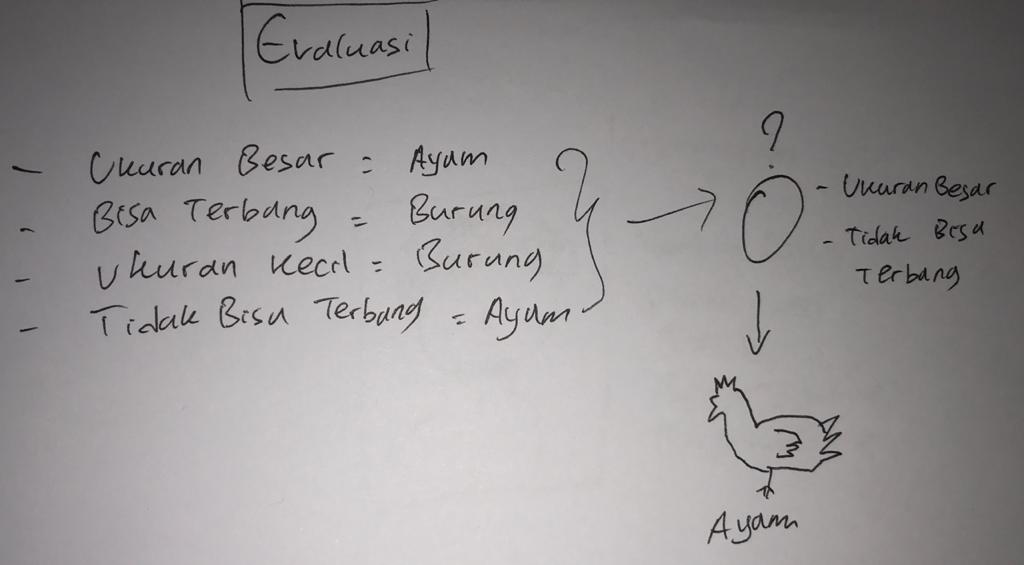 Evaluasi
- Ukuran Besar = Ayam
- Bisa Terbang = Burung
- Ukuran Kecil = Burung
- Tidak Bisa Terbang = Ayam
?
- Ukuran Besar
- Tidak Bisa
Terbang
Ayam